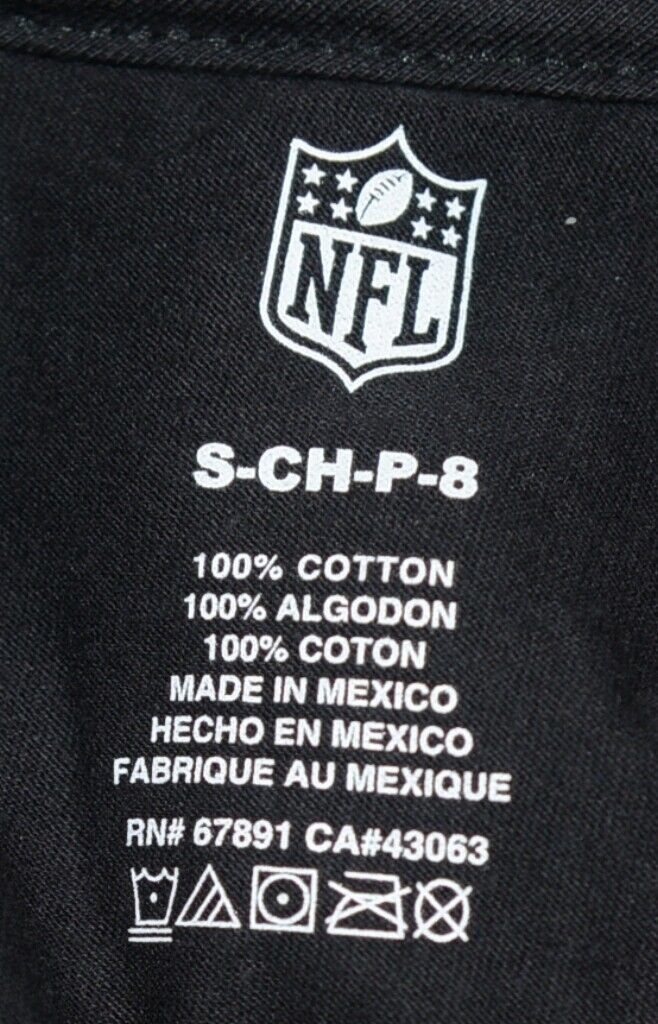 NFL
S-CH-P-8
100% COTTON
100% ALGODON
100% COTON
MADE IN MEXICO
HECHO EN MEXICO
FABRIQUE AU MEXIQUE
RN# 67891 CA#43063